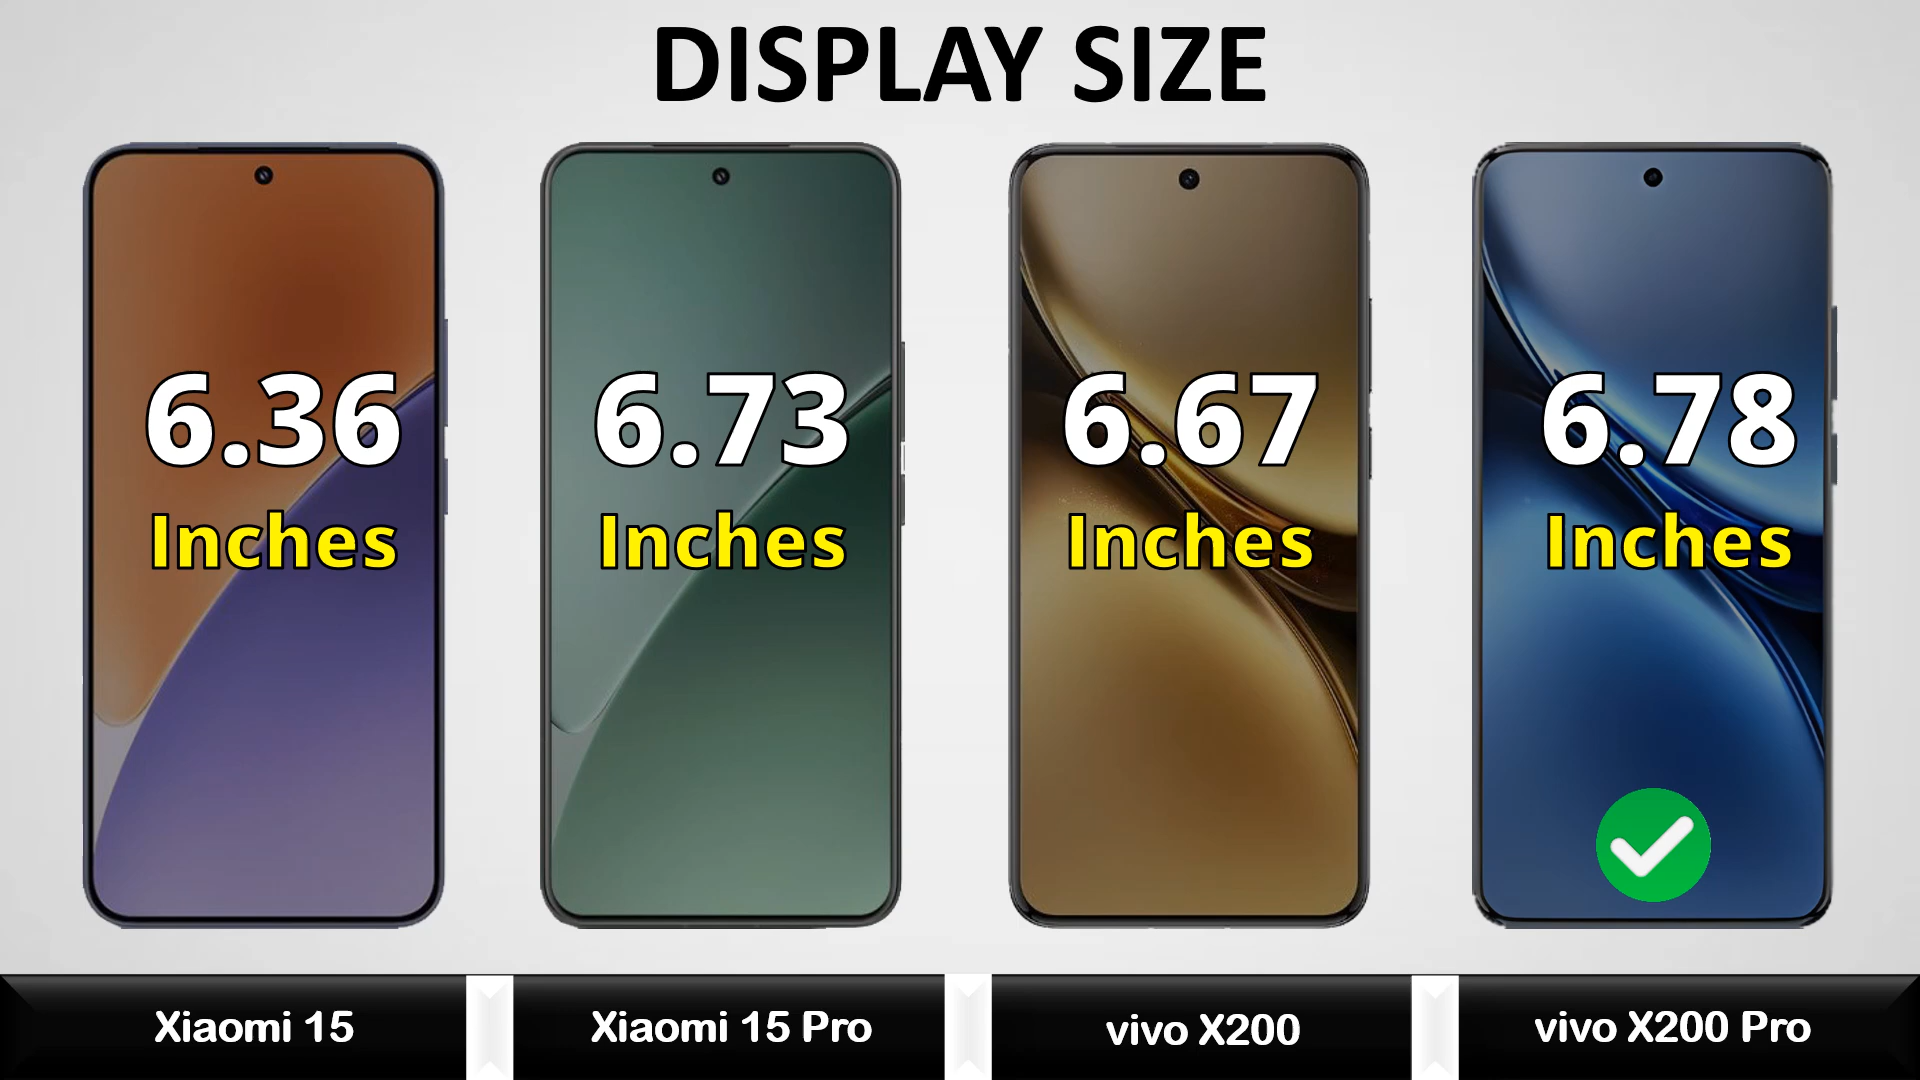 DISPLAY SIZE
6.36
Inches
6.73
Inches
6.67
Inches
6.78
Inches
Xiaomi 15
Xiaomi 15 Pro
vivo X200
vivo X200 Pro